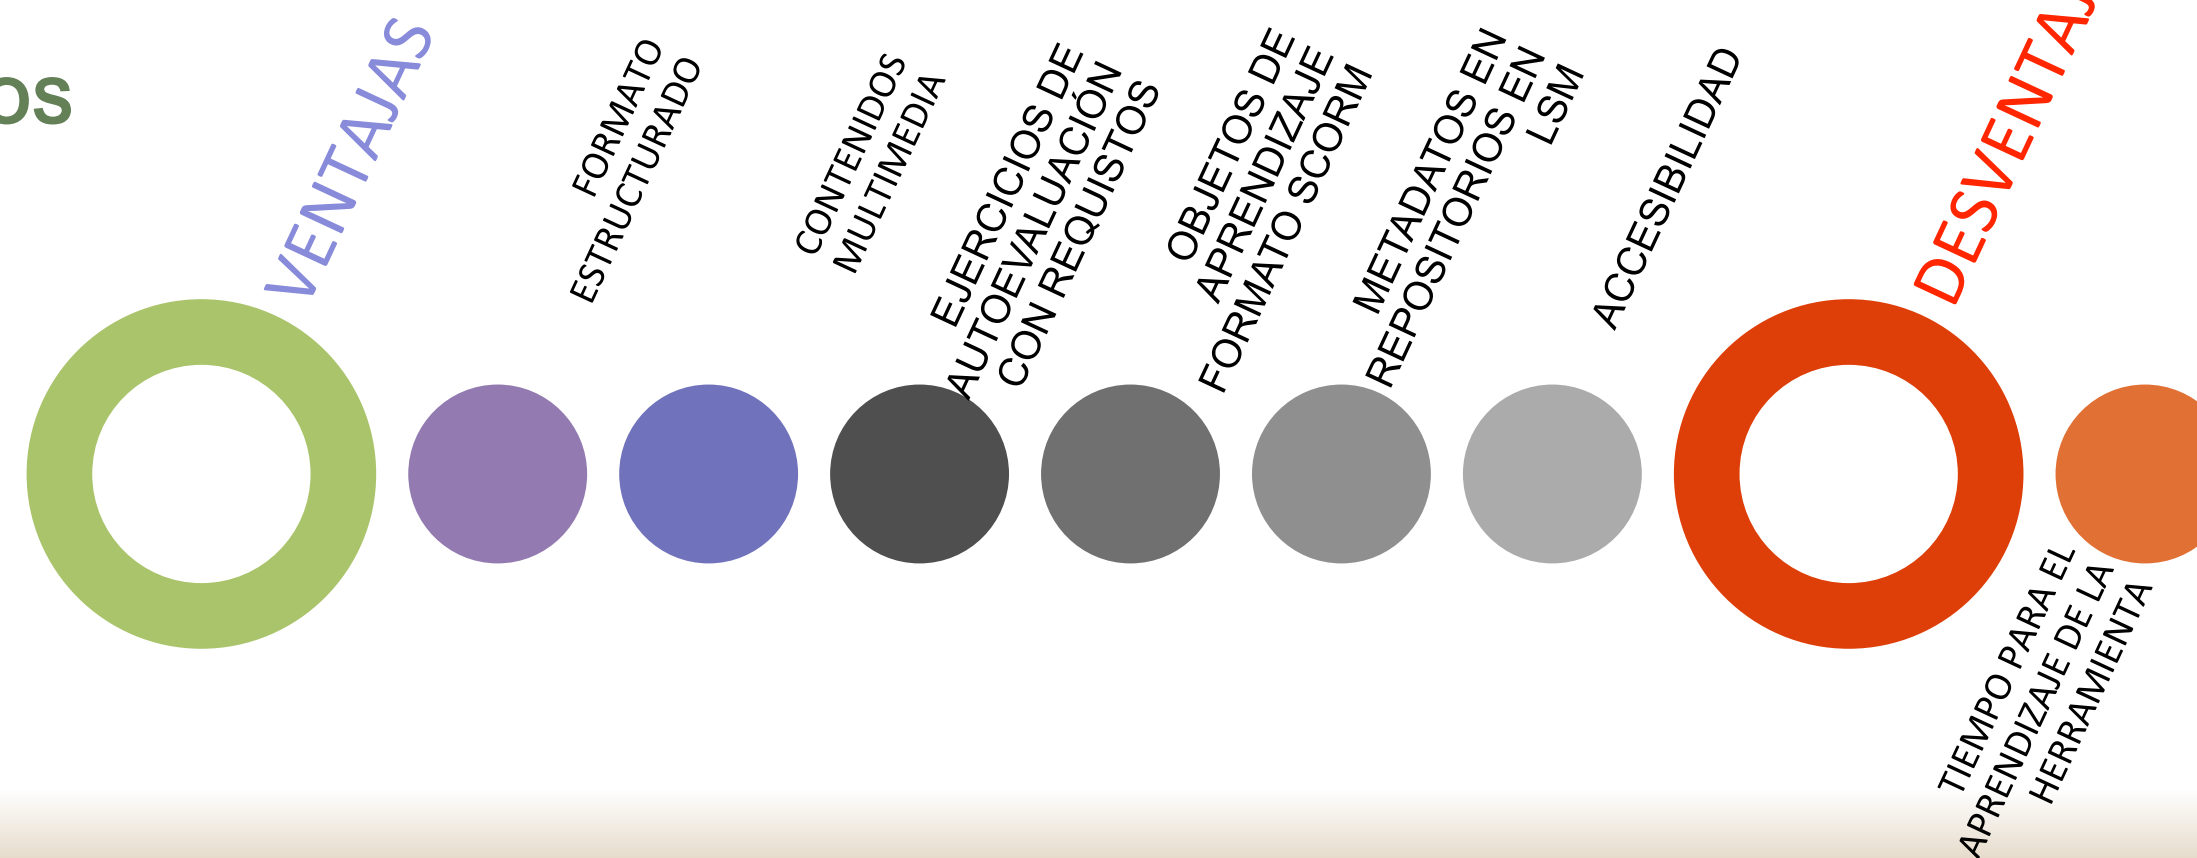 OS
VENTAJAS
FORMATO
ESTRUCTURADO
CONTENIDOS
MULTIMEDIA
EJERCICIOS DE
AUTOEVALUACIÓN
CON REQUISTOS
OBJETOS DE
APRENDIZAJE
FORMATO SCORM
METADATOS EN
REPOSITORIOS EN
LSM
ACCESIBILIDAD
DESVENTAJ
TIEMPO PARA EL
APRENDIZAJE DE LA
HERRAMIENTA